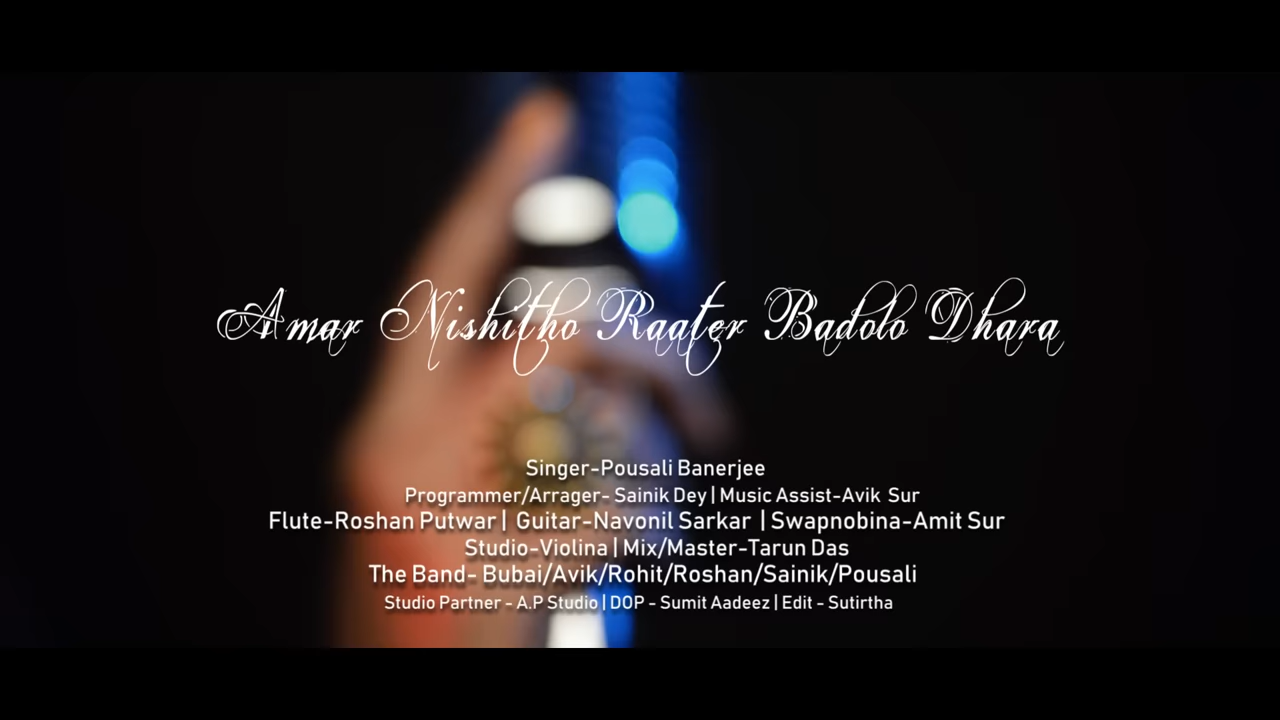 Amar Nishitho Raater Badolo Dhara
Singer-Pousali Banerjee
Programmer/Arrager- Sainik Dey | Music Assist-Avik Sur
Flute-Roshan Putwar | Guitar-Navonil Sarkar | Swapnobina-Amit Sur
Studio-Violina | Mix/Master-Tarun Das
The Band- Bubai/Avik/Rohit/Roshan/Sainik/Pousali
Studio Partner - A.P Studio | DOP - Sumit Aadeez | Edit - Sutirtha